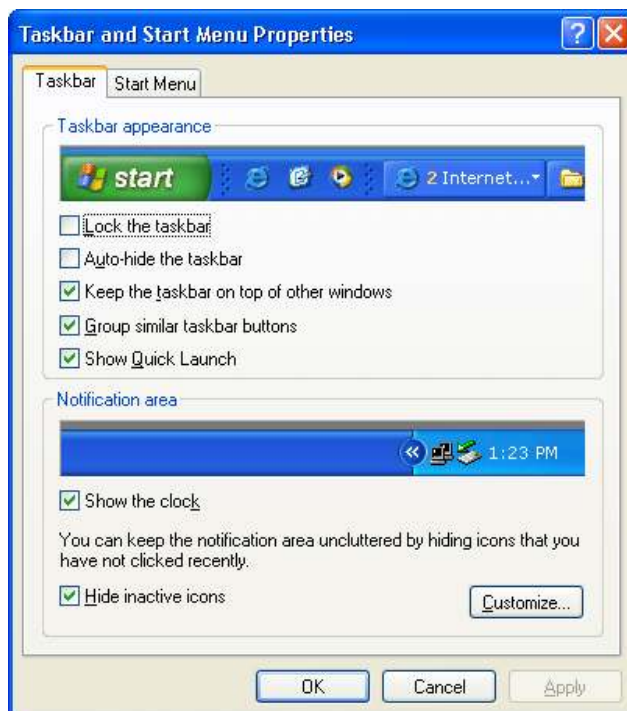 Taskbar and Start Menu Properties
Taskbar
Start Menu
Taskbar appearance
start
2 Internet...
Lock the taskbar
Auto-hide the taskbar
Keep the taskbar on top of other windows
Group similar taskbar buttons
Show Quick Launch
Notification area
1:23 PM
Show the clock
You can keep the notification area uncluttered by hiding icons that you
have not clicked recently.
Hide inactive icons
Customize...
OK
Cancel
Apply